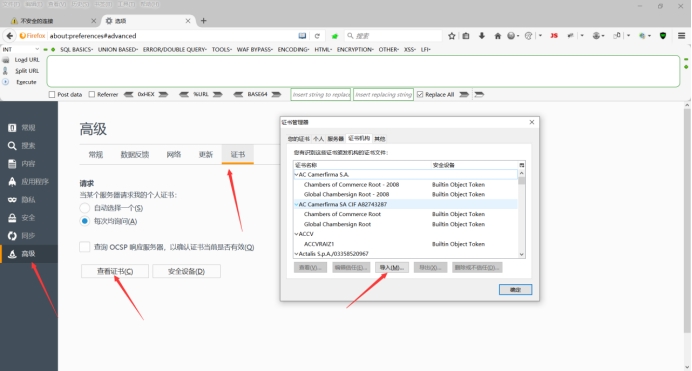 不安全的连接
选项
Firefox about:preferences#advanced
搜索
INT SQL BASICS UNION BASED ERROR/DOUBLE QUERY TOOLS WAF BYPASS ENCODING HTML ENCRYPTION OTHER XSS LFI
Load URL
Split URL
Execute
Post data Referrer 0xHEX %URL BASE64 Insert string to replace Insert replacing string Replace All
常规
搜索
内容
应用程序
隐私
安全
同步
高级
高级
常规 数据反馈 网络 更新 证书
请求
当某个服务器请求我的个人证书:
自动选择一个(S)
每次均询问(A)
查询 OCSP 响应服务器，以确认证书当前是否有效(Q)
查看证书(C) 安全设备(D)
证书管理器
您的证书 个人 服务器 证书机构 其他
您有识别这些证书颁发机构的证书文件:
证书名称 安全设备
AC Camerfirma S.A.
Chambers of Commerce Root - 2008 Builtin Object Token
Global Chambersign Root - 2008 Builtin Object Token
AC Camerfirma SA CIF A82743287
Chambers of Commerce Root Builtin Object Token
Global Chambersign Root Builtin Object Token
ACCV
ACCVRAIZ1 Builtin Object Token
Actalis S.p.A./03358520967
查看(V)... 编辑信任(E)... 导入(M)... 导出(X)... 删除或不信任(D)...
确定